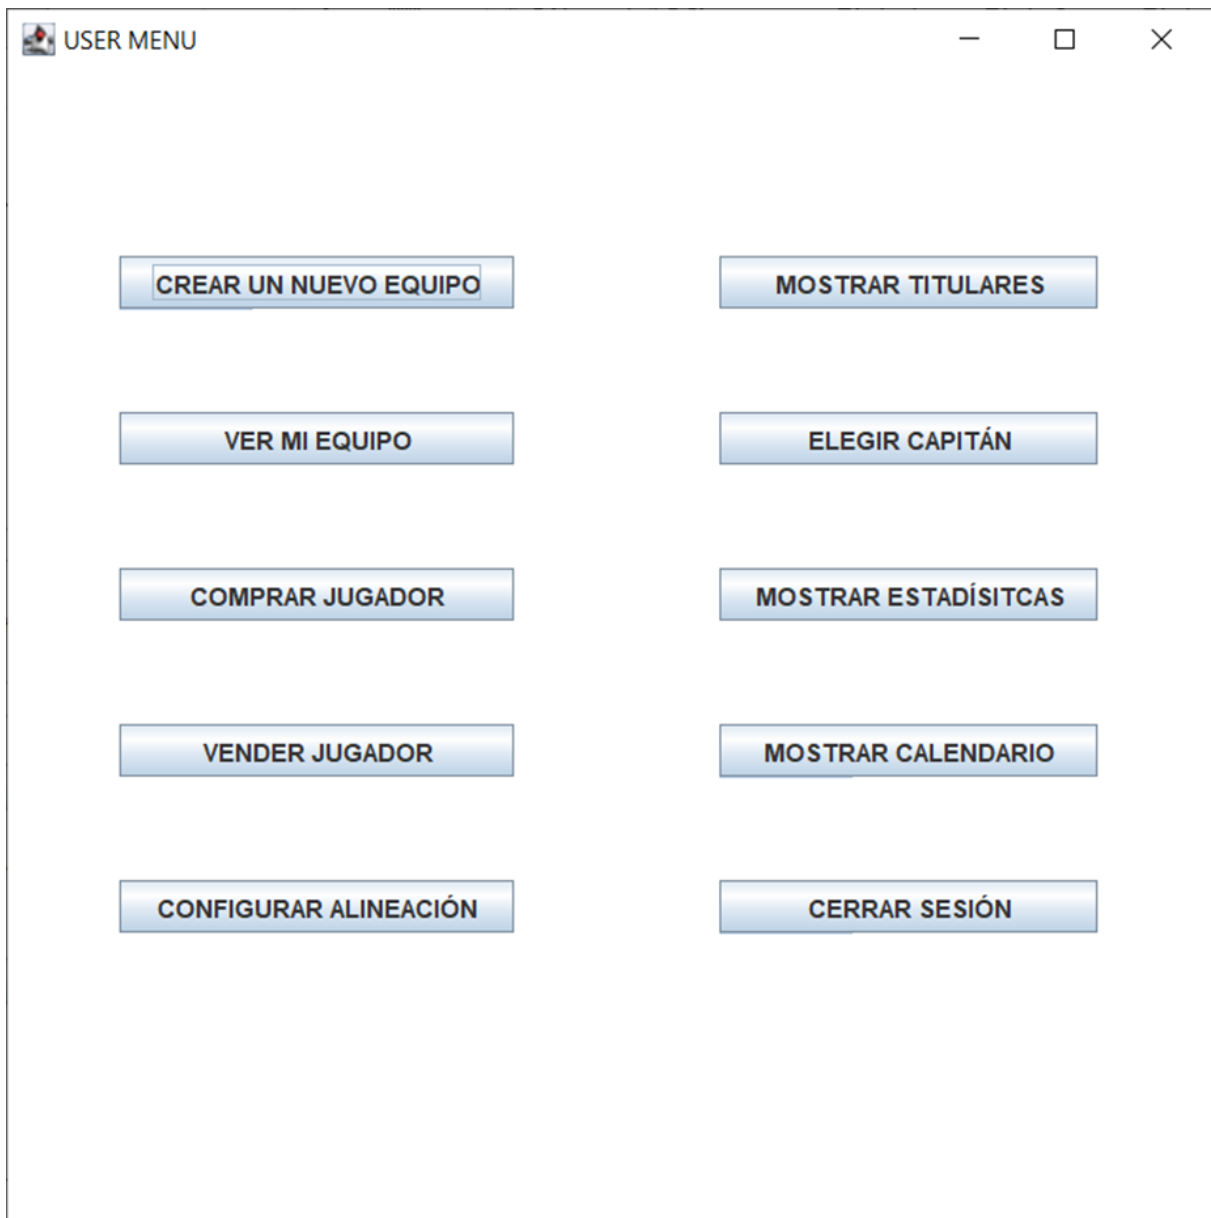 USER MENU
CREAR UN NUEVO EQUIPO
MOSTRAR TITULARES
VER MI EQUIPO
ELEGIR CAPITÁN
COMPRAR JUGADOR
MOSTRAR ESTADÍSITCAS
VENDER JUGADOR
MOSTRAR CALENDARIO
CONFIGURAR ALINEACIÓN
CERRAR SESIÓN